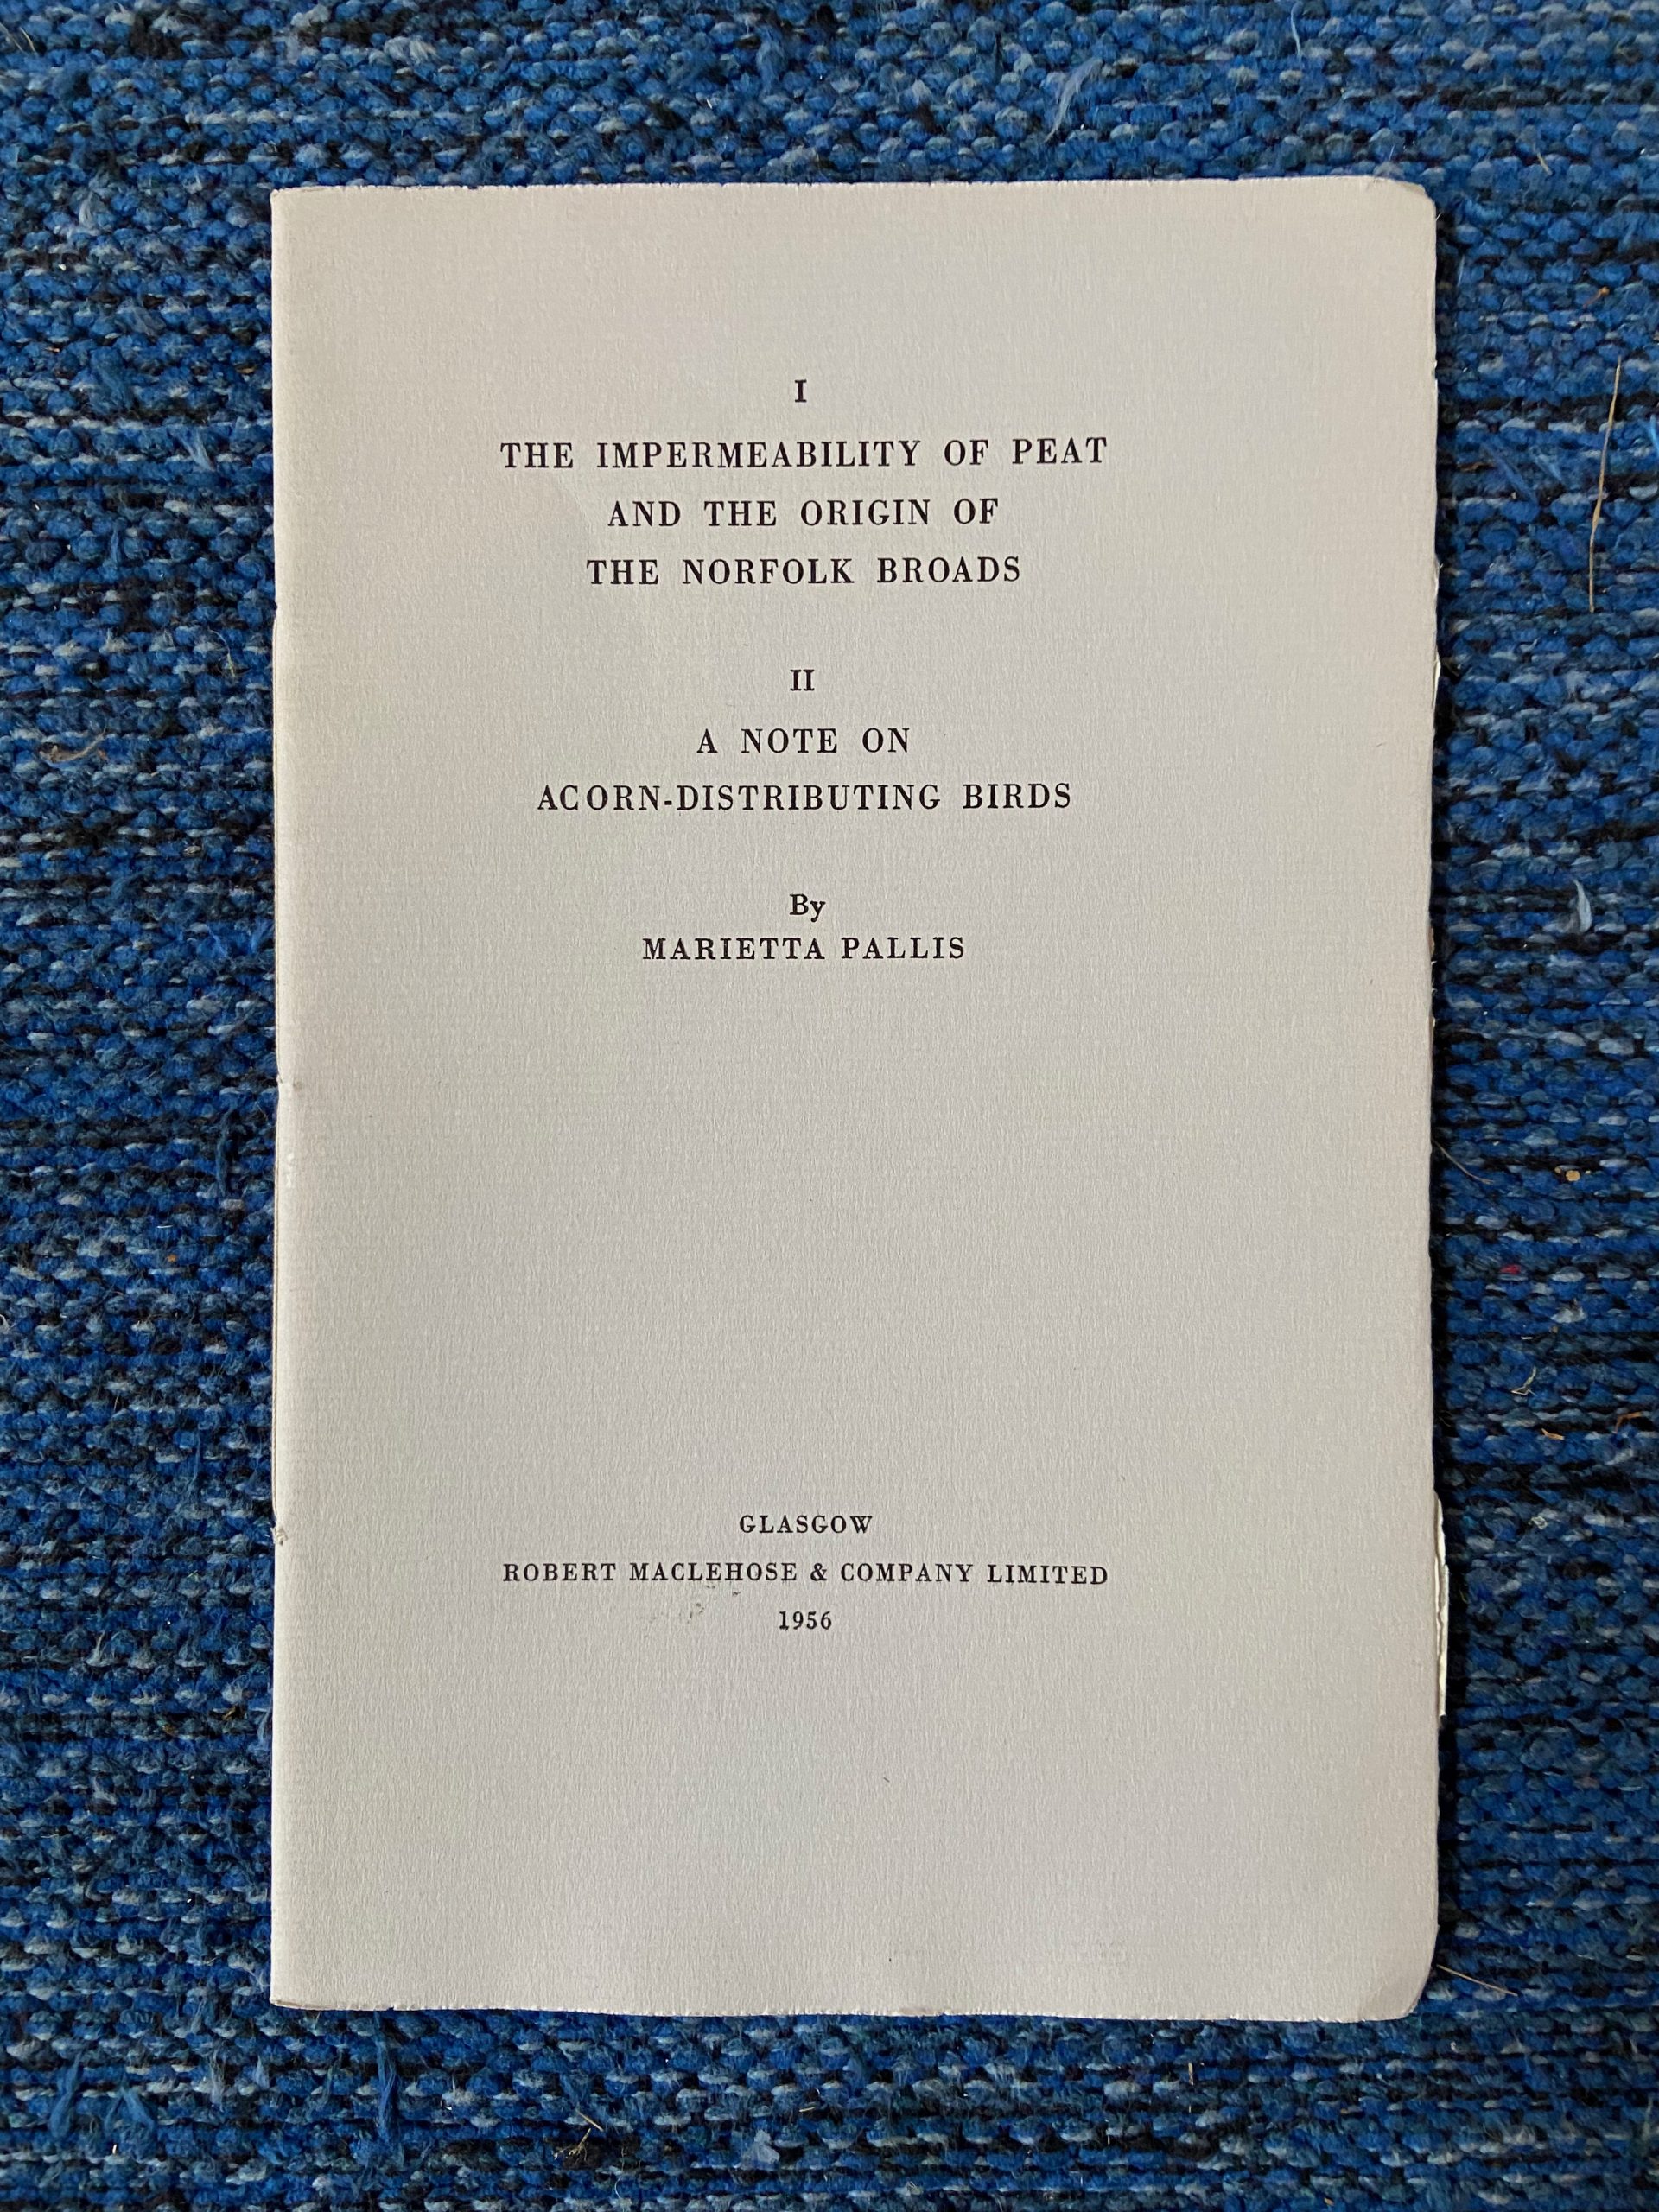 I
THE IMPERMEABILITY OF PEAT
AND THE ORIGIN OF
THE NORFOLK BROADS
II
A NOTE ON
ACORN-DISTRIBUTING BIRDS
By
MARIETTA PALLIS
GLASGOW
ROBERT MACLEHOSE & COMPANY LIMITED
1956